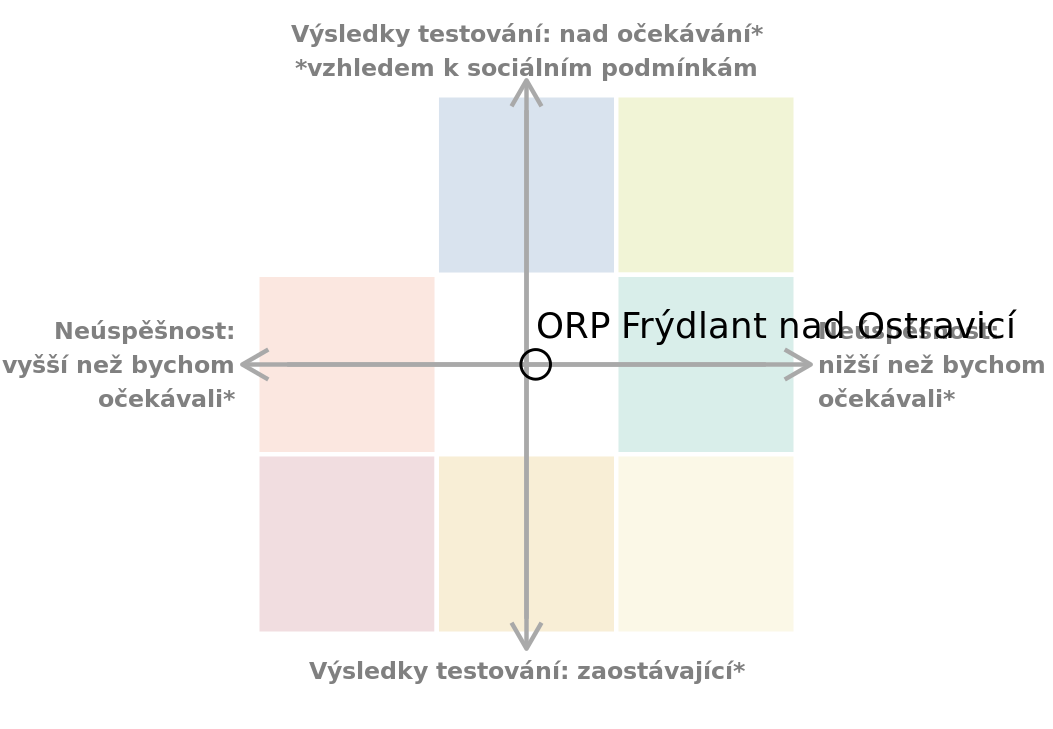 Výsledky testování: nad očekávání*
*vzhledem k sociálním podmínkám
ORP Frýdlant nad Ostravicí
Neúspěšnost:
vyšší než bychom
očekávali*
Neúspěšnost:
nižší než bychom
očekávali*
Výsledky testování: zaostávající*